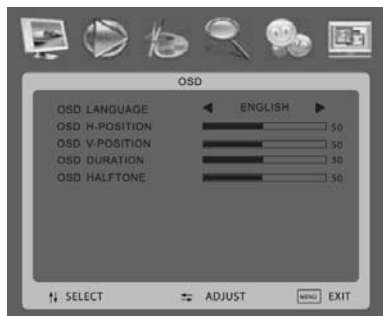 OSD
OSD LANGUAGE ENGLISH
OSD H-POSITION 50
OSD V-POSITION 50
OSD DURATION 30
OSD HALFTONE 50
SELECT ADJUST MENU EXIT